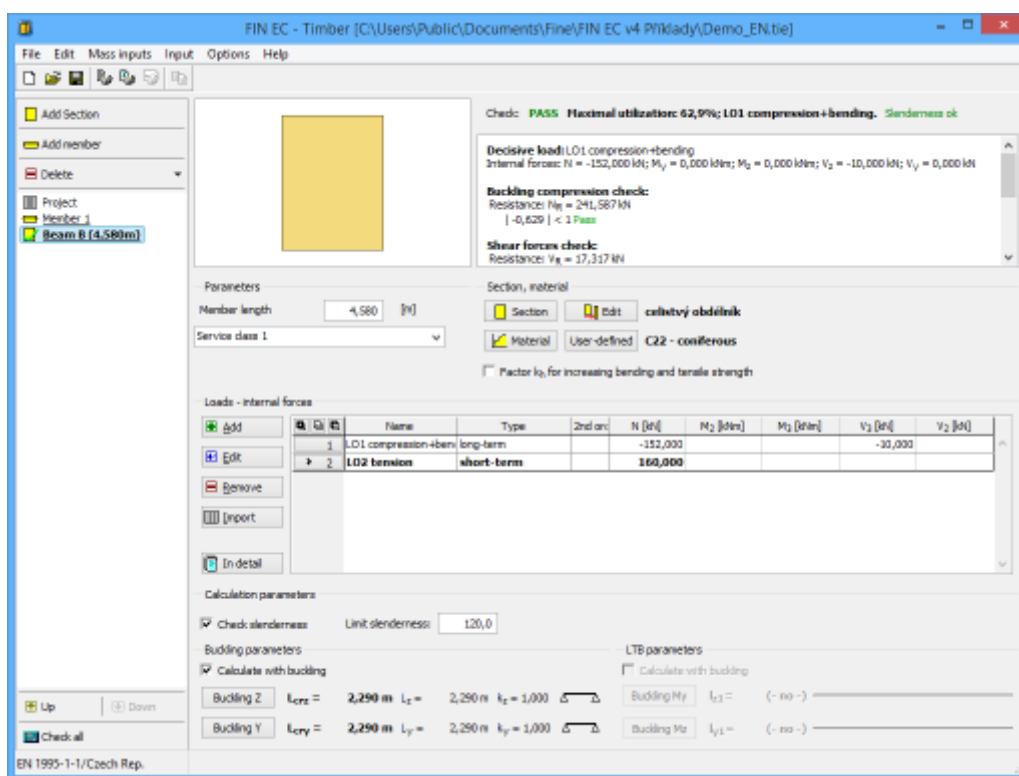 FIN EC - Timber [C:\Users\Public\Documents\Fine\FIN EC v4 Příklady\Demo_EN.tie]
File Edit Mass inputs Input Options Help
Add Section
Add member
Delete
Project
Member 1
Beam B [4.580m]
Up Down
Check all
Check: PASS Maximal utilization: 62,9%; LO1 compression+bending. Slenderness ok
Decisive load: LO1 compression+bending
Internal forces: N = -152,000 kN; My = 0,000 kNm; Mz = 0,000 kNm; Vz = -10,000 kN; Vy = 0,000 kN
Buckling compression check:
Resistance: NR = 241,587 kN
| -0,629 | < 1 Pass
Shear forces check:
Resistance: VR = 17,317 kN
Parameters
Member length 4,580 [m]
Service class 1
Section, material
Section Edit celistvý obdélník
Material User-defined C22 - coniferous
Factor kh for increasing bending and tensile strength
Loads - internal forces
Add
Edit
Remove
Import
In detail
Name Type 2nd ord N [kN] M2 [kNm] M3 [kNm] V3 [kN] V2 [kN]
1 LO1 compression+ben long-term -152,000 -10,000
2 LO2 tension short-term 160,000
Calculation parameters
Check slenderness Limit slenderness: 120,0
Buckling parameters
Calculate with buckling
Buckling Z Lcrz = 2,290 m Lz = 2,290 m kz = 1,000
Buckling Y Lcry = 2,290 m Ly = 2,290 m ky = 1,000
LTB parameters
Calculate with buckling
Buckling My lz1 = (- no -)
Buckling Mz ly1 = (- no -)
EN 1995-1-1/Czech Rep.